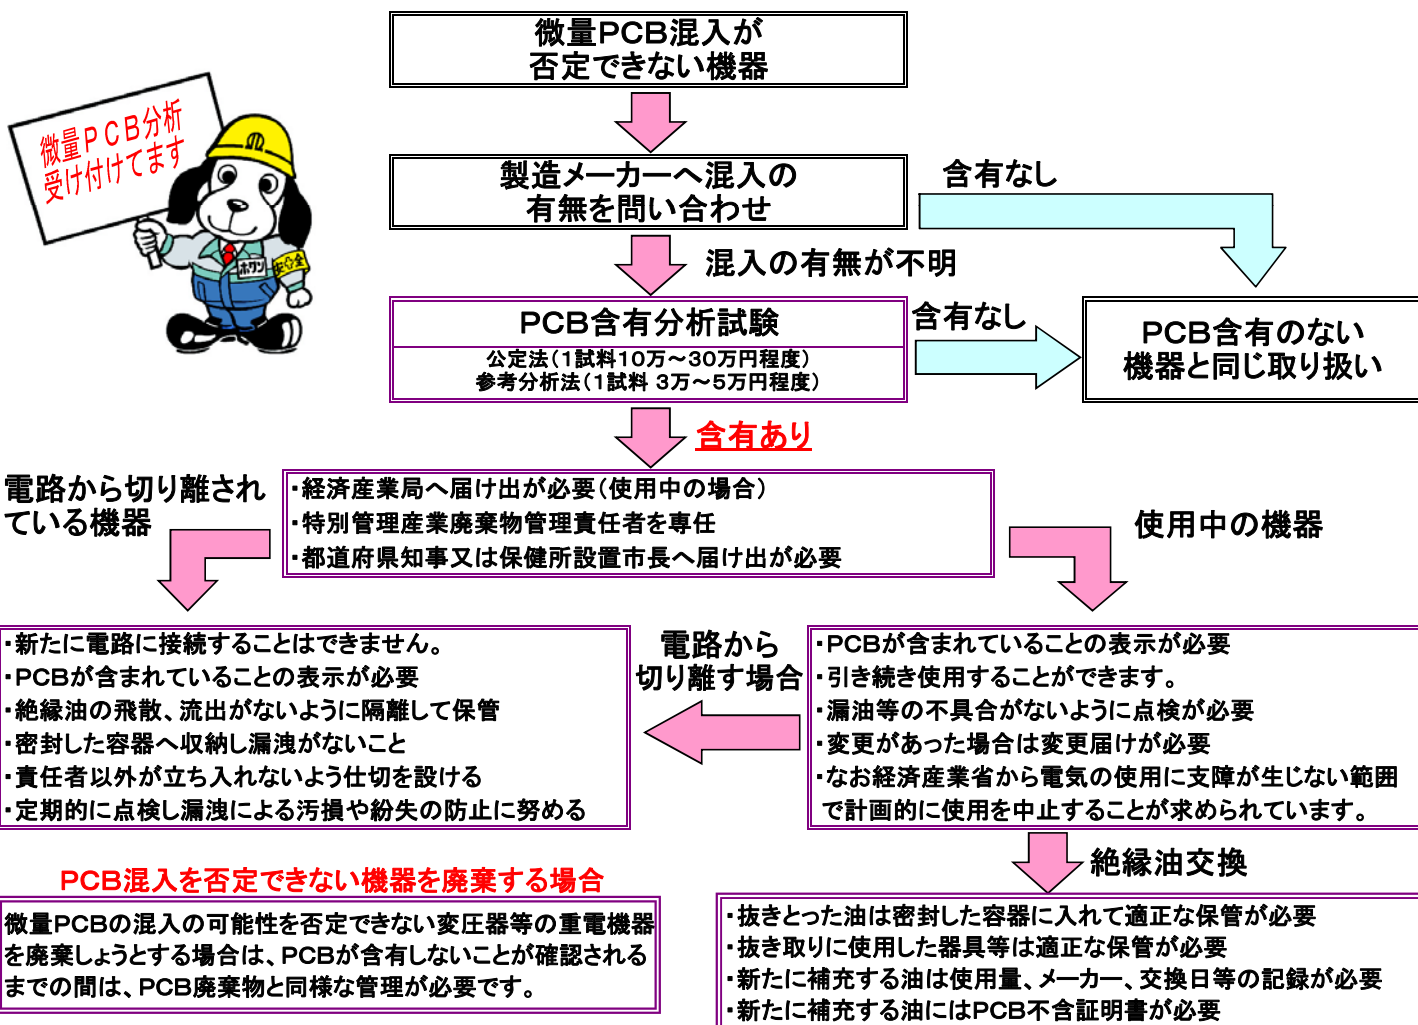 微量PCB混入が
否定できない機器
微量PCB分析
受け付けてます
ホワン
安全
製造メーカーへ混入の
有無を問い合わせ
含有なし
混入の有無が不明
PCB含有分析試験
公定法(1試料10万～30万円程度)
参考分析法(1試料 3万～5万円程度)
含有なし
PCB含有のない
機器と同じ取り扱い
含有あり
電路から切り離され
ている機器
・経済産業局へ届け出が必要(使用中の場合)
・特別管理産業廃棄物管理責任者を専任
・都道府県知事又は保健所設置市長へ届け出が必要
使用中の機器
・新たに電路に接続することはできません。
・PCBが含まれていることの表示が必要
・絶縁油の飛散、流出がないように隔離して保管
・密封した容器へ収納し漏洩がないこと
・責任者以外が立ち入れないよう仕切を設ける
・定期的に点検し漏洩による汚損や紛失の防止に努める
電路から
切り離す場合
・PCBが含まれていることの表示が必要
・引き続き使用することができます。
・漏油等の不具合がないように点検が必要
・変更があった場合は変更届けが必要
・なお経済産業省から電気の使用に支障が生じない範囲
で計画的に使用を中止することが求められています。
絶縁油交換
PCB混入を否定できない機器を廃棄する場合
微量PCBの混入の可能性を否定できない変圧器等の重電機器
を廃棄しょうとする場合は、PCBが含有しないことが確認される
までの間は、PCB廃棄物と同様な管理が必要です。
・抜きとった油は密封した容器に入れて適正な保管が必要
・抜き取りに使用した器具等は適正な保管が必要
・新たに補充する油は使用量、メーカー、交換日等の記録が必要
・新たに補充する油にはPCB不含証明書が必要